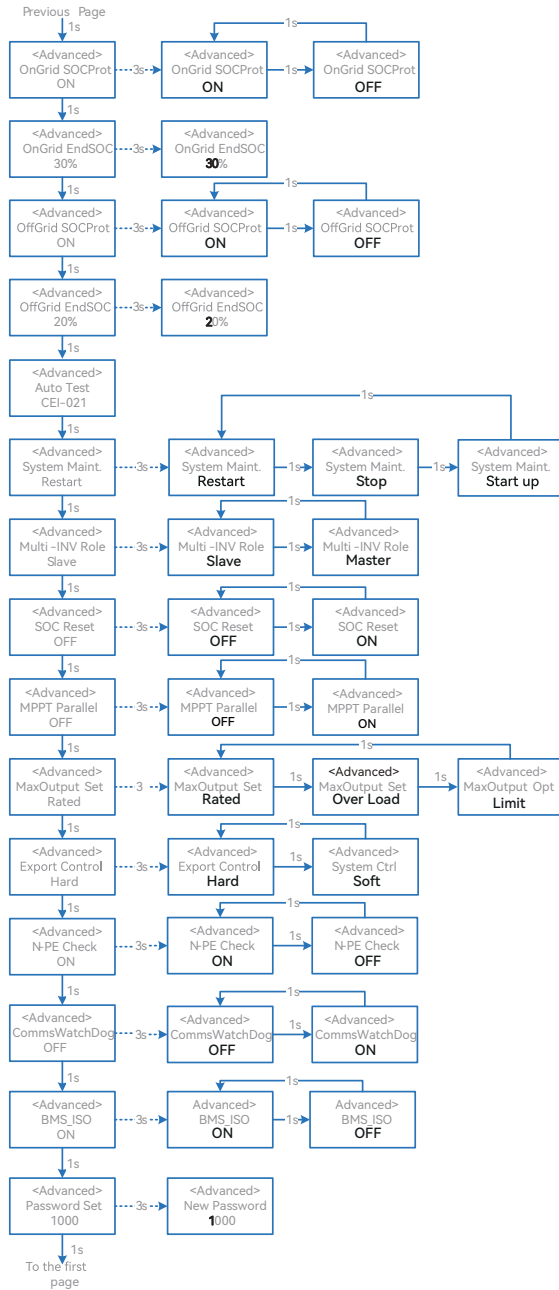 Previous Page
1s
1s
<Advanced>
OnGrid SOCProt
ON
3s
<Advanced>
OnGrid SOCProt
ON
1s
<Advanced>
OnGrid SOCProt
OFF
1s
<Advanced>
OnGrid EndSOC
30%
3s
<Advanced>
OnGrid EndSOC
30%
1s
1s
<Advanced>
OffGrid SOCProt
ON
3s
<Advanced>
OffGrid SOCProt
ON
1s
<Advanced>
OffGrid SOCProt
OFF
1s
<Advanced>
OffGrid EndSOC
20%
3s
<Advanced>
OffGrid EndSOC
20%
1s
<Advanced>
Auto Test
CEI-021
1s
1s
<Advanced>
System Maint.
Restart
3s
<Advanced>
System Maint.
Restart
1s
<Advanced>
System Maint.
Stop
1s
<Advanced>
System Maint.
Start up
1s
1s
<Advanced>
Multi -INV Role
Slave
3s
<Advanced>
Multi -INV Role
Slave
1s
<Advanced>
Multi -INV Role
Master
1s
1s
<Advanced>
SOC Reset
OFF
3s
<Advanced>
SOC Reset
OFF
1s
<Advanced>
SOC Reset
ON
1s
1s
<Advanced>
MPPT Parallel
OFF
3s
<Advanced>
MPPT Parallel
OFF
1s
<Advanced>
MPPT Parallel
ON
1s
1s
<Advanced>
MaxOutput Set
Rated
3
<Advanced>
MaxOutput Set
Rated
1s
<Advanced>
MaxOutput Set
Over Load
1s
<Advanced>
MaxOutput Opt
Limit
1s
1s
<Advanced>
Export Control
Hard
3s
<Advanced>
Export Control
Hard
1s
<Advanced>
System Ctrl
Soft
1s
1s
<Advanced>
N-PE Check
ON
3s
<Advanced>
N-PE Check
ON
1s
<Advanced>
N-PE Check
OFF
1s
1s
<Advanced>
CommsWatchDog
OFF
3s
<Advanced>
CommsWatchDog
OFF
1s
<Advanced>
CommsWatchDog
ON
1s
1s
<Advanced>
BMS_ISO
ON
3s
Advanced>
BMS_ISO
ON
1s
Advanced>
BMS_ISO
OFF
1s
<Advanced>
Password Set
1000
3s
<Advanced>
New Password
1000
1s
To the first
page